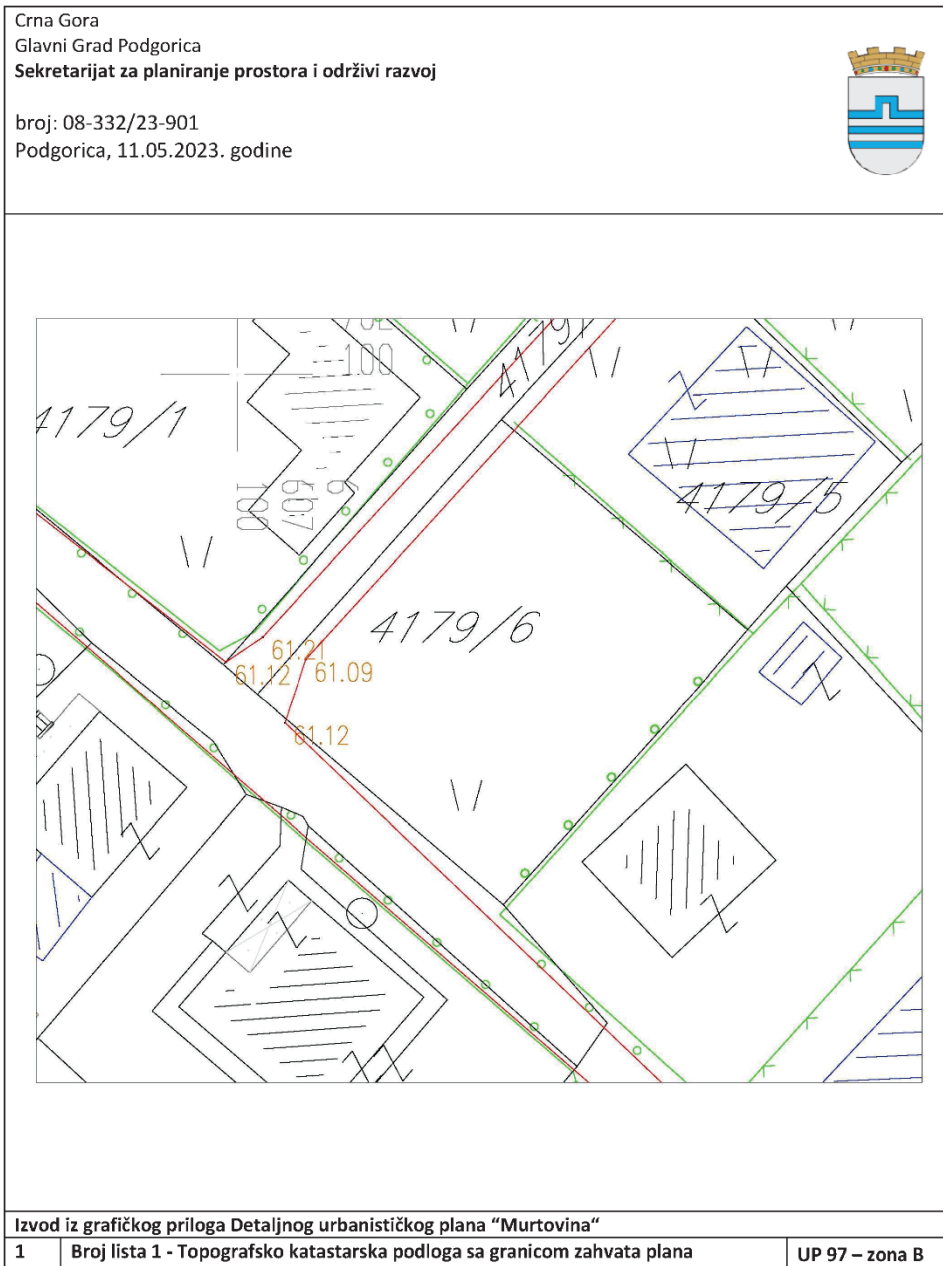 Crna Gora
Glavni Grad Podgorica
Sekretarijat za planiranje prostora i održivi razvoj
broj: 08-332/23-901
Podgorica, 11.05.2023. godine
100
4179/1
4179/5
100
4179/6
61.21
61.12
61.09
61.12
Izvod iz grafičkog priloga Detaljnog urbanističkog plana “Murtovina“
1 Broj lista 1 - Topografsko katastarska podloga sa granicom zahvata plana UP 97 – zona B